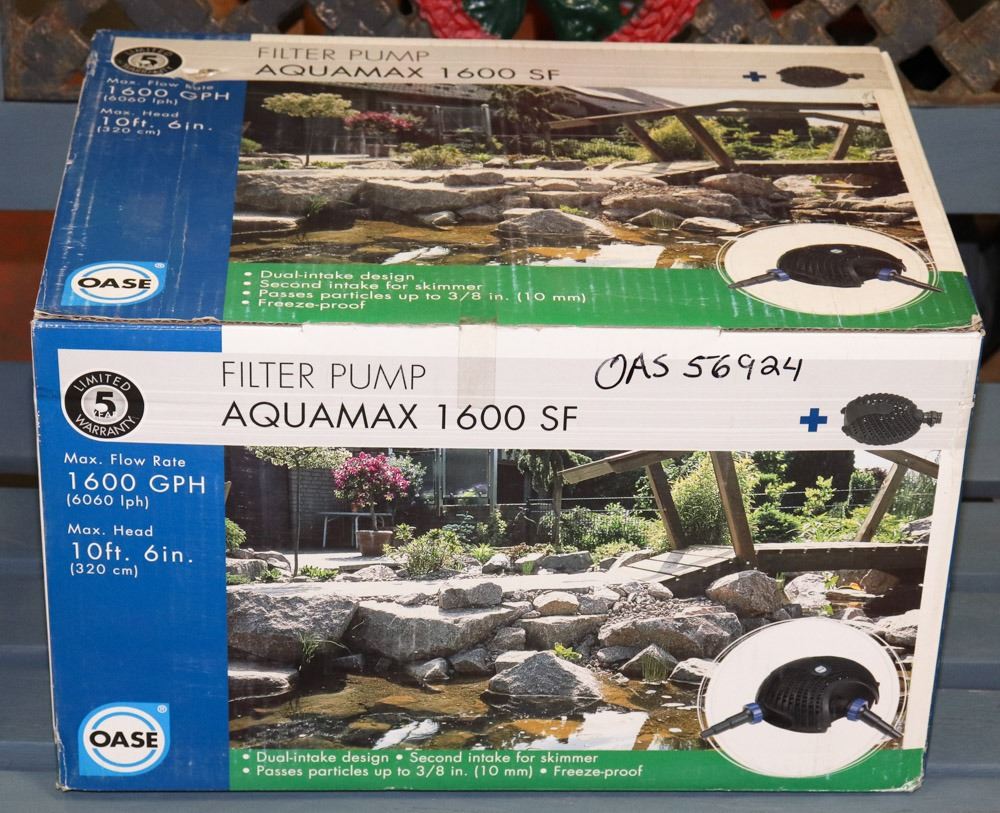 LIMITED
5
WARRANTY
FILTER PUMP
AQUAMAX 1600 SF
+
Max. Flow Rate
1600 GPH
(6060 lph)
Max. Head
10ft. 6in.
(320 cm)
OASE®
• Dual-intake design
• Second intake for skimmer
• Passes particles up to 3/8 in. (10 mm)
• Freeze-proof
LIMITED
5
YEAR
WARRANTY
FILTER PUMP
AQUAMAX 1600 SF
OAS 56924
+
Max. Flow Rate
1600 GPH
(6060 lph)
Max. Head
10ft. 6in.
(320 cm)
OASE®
• Dual-intake design • Second intake for skimmer
• Passes particles up to 3/8 in. (10 mm) • Freeze-proof